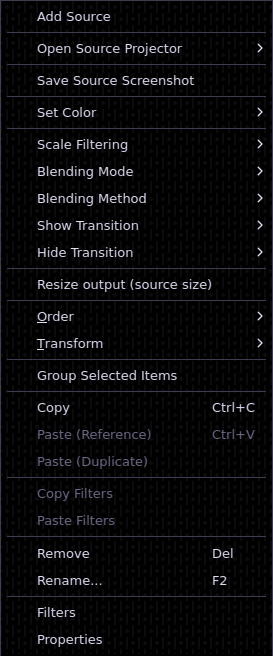 Add Source
Open Source Projector
Save Source Screenshot
Set Color
Scale Filtering
Blending Mode
Blending Method
Show Transition
Hide Transition
Resize output (source size)
Order
Transform
Group Selected Items
Copy Ctrl+C
Paste (Reference) Ctrl+V
Paste (Duplicate)
Copy Filters
Paste Filters
Remove Del
Rename... F2
Filters
Properties